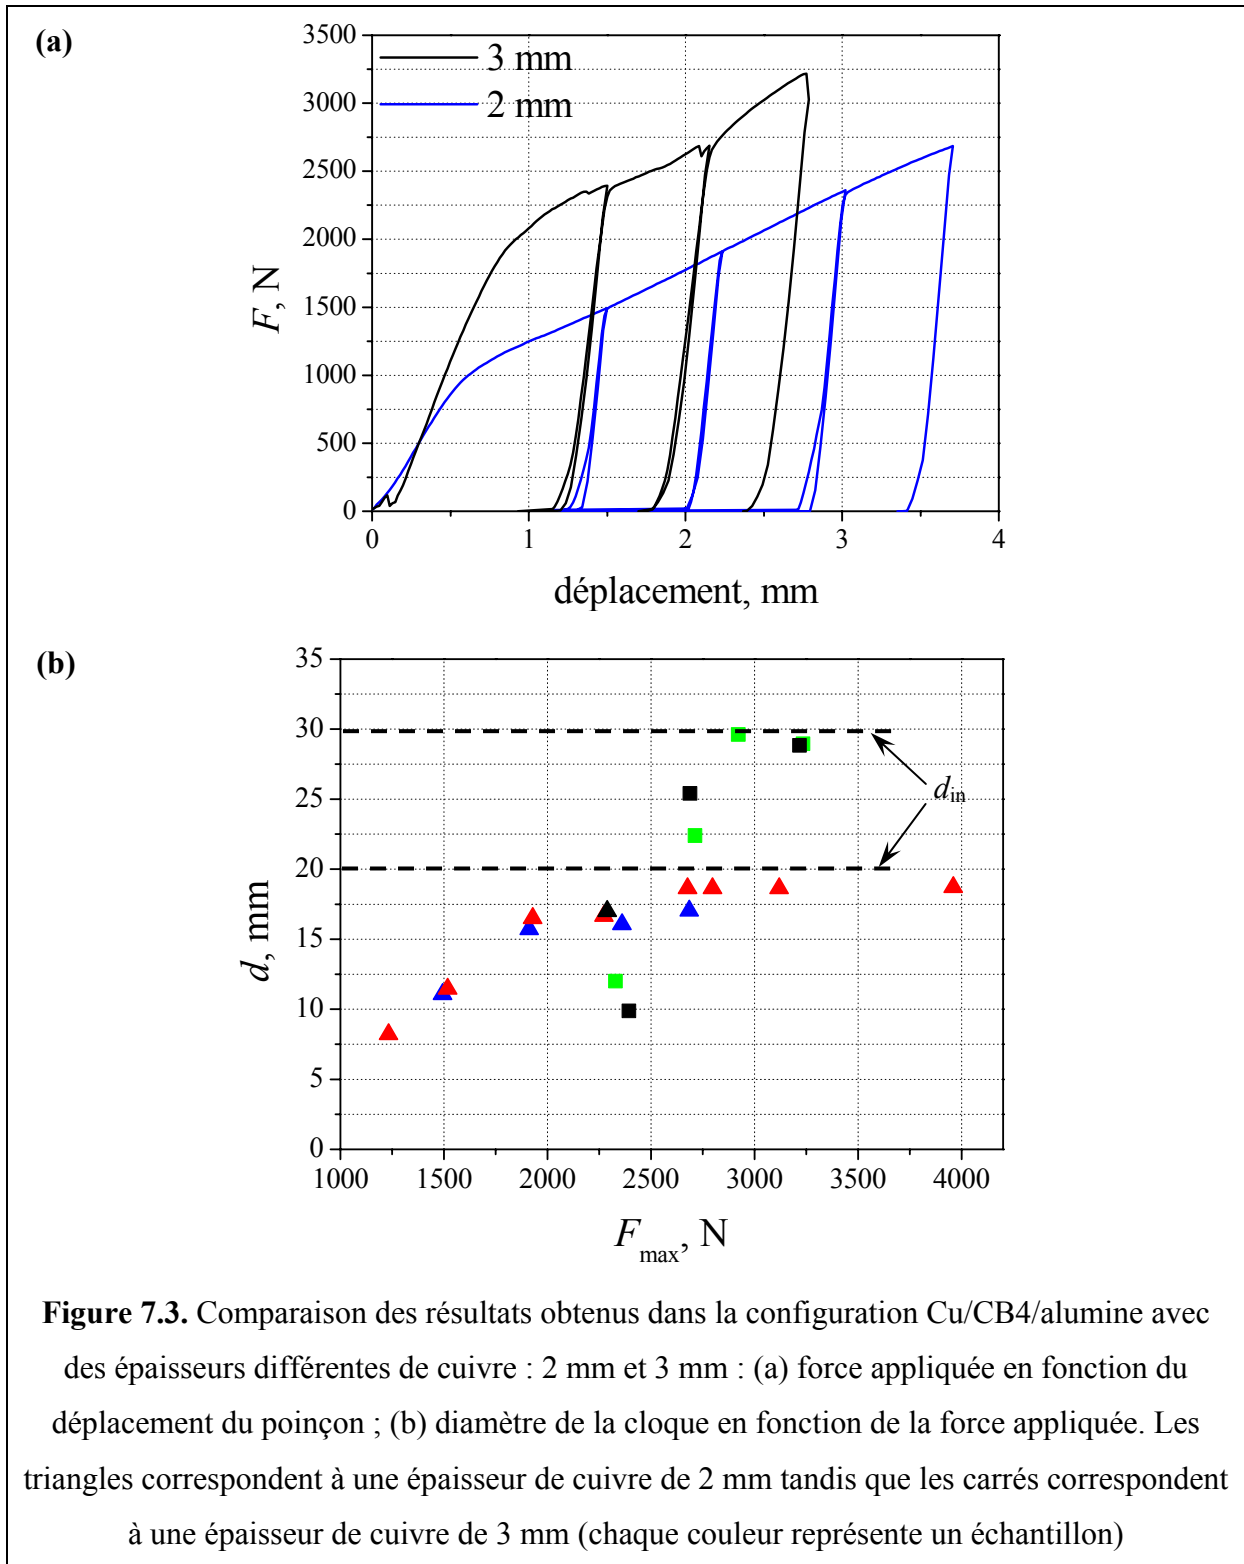 (a)
3500
3000
2500
2000
1500
1000
500
0
F, N
3 mm
2 mm
0 1 2 3 4
déplacement, mm
(b)
35
30
25
20
15
10
5
0
d, mm
d_in
1000 1500 2000 2500 3000 3500 4000
F_max, N
Figure 7.3. Comparaison des résultats obtenus dans la configuration Cu/CB4/alumine avec
des épaisseurs différentes de cuivre : 2 mm et 3 mm : (a) force appliquée en fonction du
déplacement du poinçon ; (b) diamètre de la cloque en fonction de la force appliquée. Les
triangles correspondent à une épaisseur de cuivre de 2 mm tandis que les carrés correspondent
à une épaisseur de cuivre de 3 mm (chaque couleur représente un échantillon)